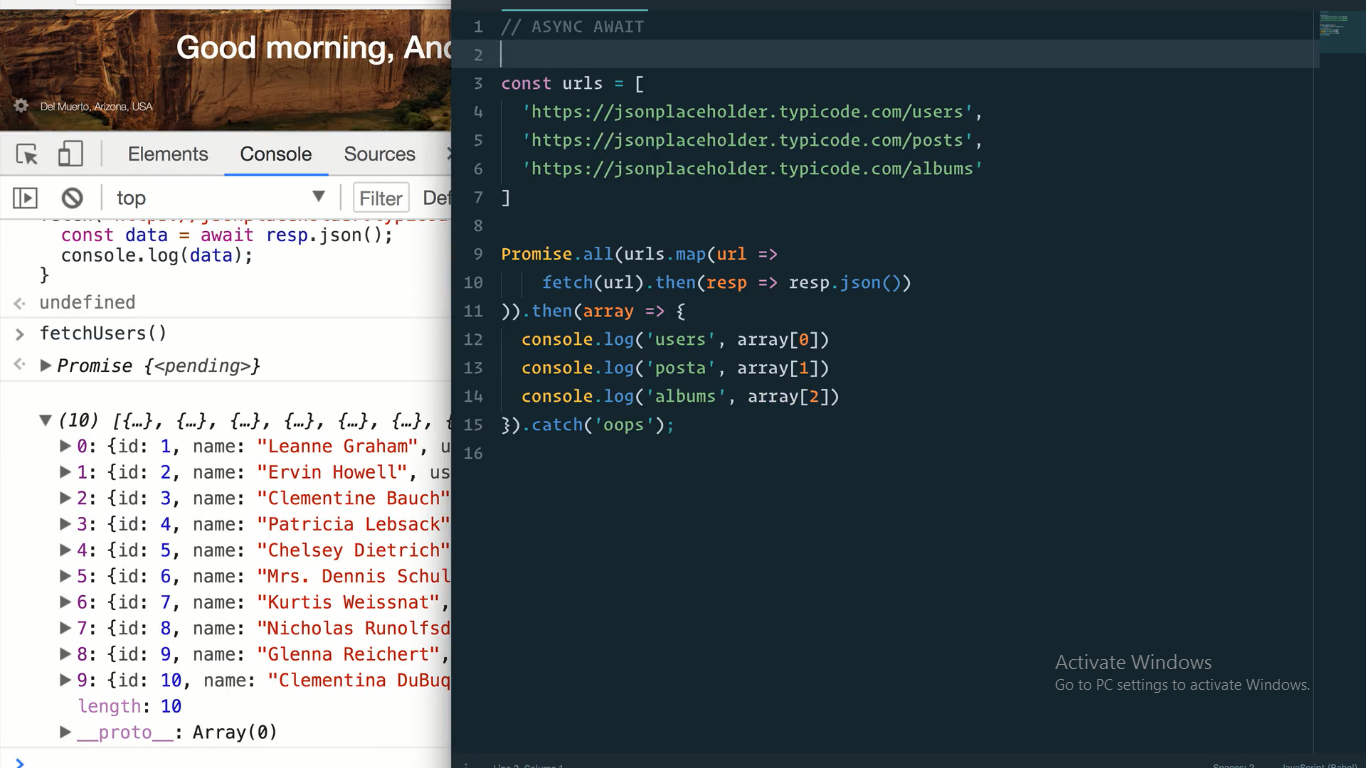 Good morning, And
Del Muerto, Arizona, USA
Elements Console Sources
top Filter Def
const data = await resp.json();
console.log(data);
}
undefined
fetchUsers()
Promise {<pending>}
(10) [{…}, {…}, {…}, {…}, {…}, {…}, {
0: {id: 1, name: "Leanne Graham", u
1: {id: 2, name: "Ervin Howell", us
2: {id: 3, name: "Clementine Bauch"
3: {id: 4, name: "Patricia Lebsack"
4: {id: 5, name: "Chelsey Dietrich"
5: {id: 6, name: "Mrs. Dennis Schul
6: {id: 7, name: "Kurtis Weissnat",
7: {id: 8, name: "Nicholas Runolfsd
8: {id: 9, name: "Glenna Reichert",
9: {id: 10, name: "Clementina DuBuq
length: 10
__proto__: Array(0)
1 // ASYNC AWAIT
2
3 const urls = [
4 'https://jsonplaceholder.typicode.com/users',
5 'https://jsonplaceholder.typicode.com/posts',
6 'https://jsonplaceholder.typicode.com/albums'
7 ]
8
9 Promise.all(urls.map(url =>
10 fetch(url).then(resp => resp.json())
11 )).then(array => {
12 console.log('users', array[0])
13 console.log('posta', array[1])
14 console.log('albums', array[2])
15 }).catch('oops');
16
Activate Windows
Go to PC settings to activate Windows.